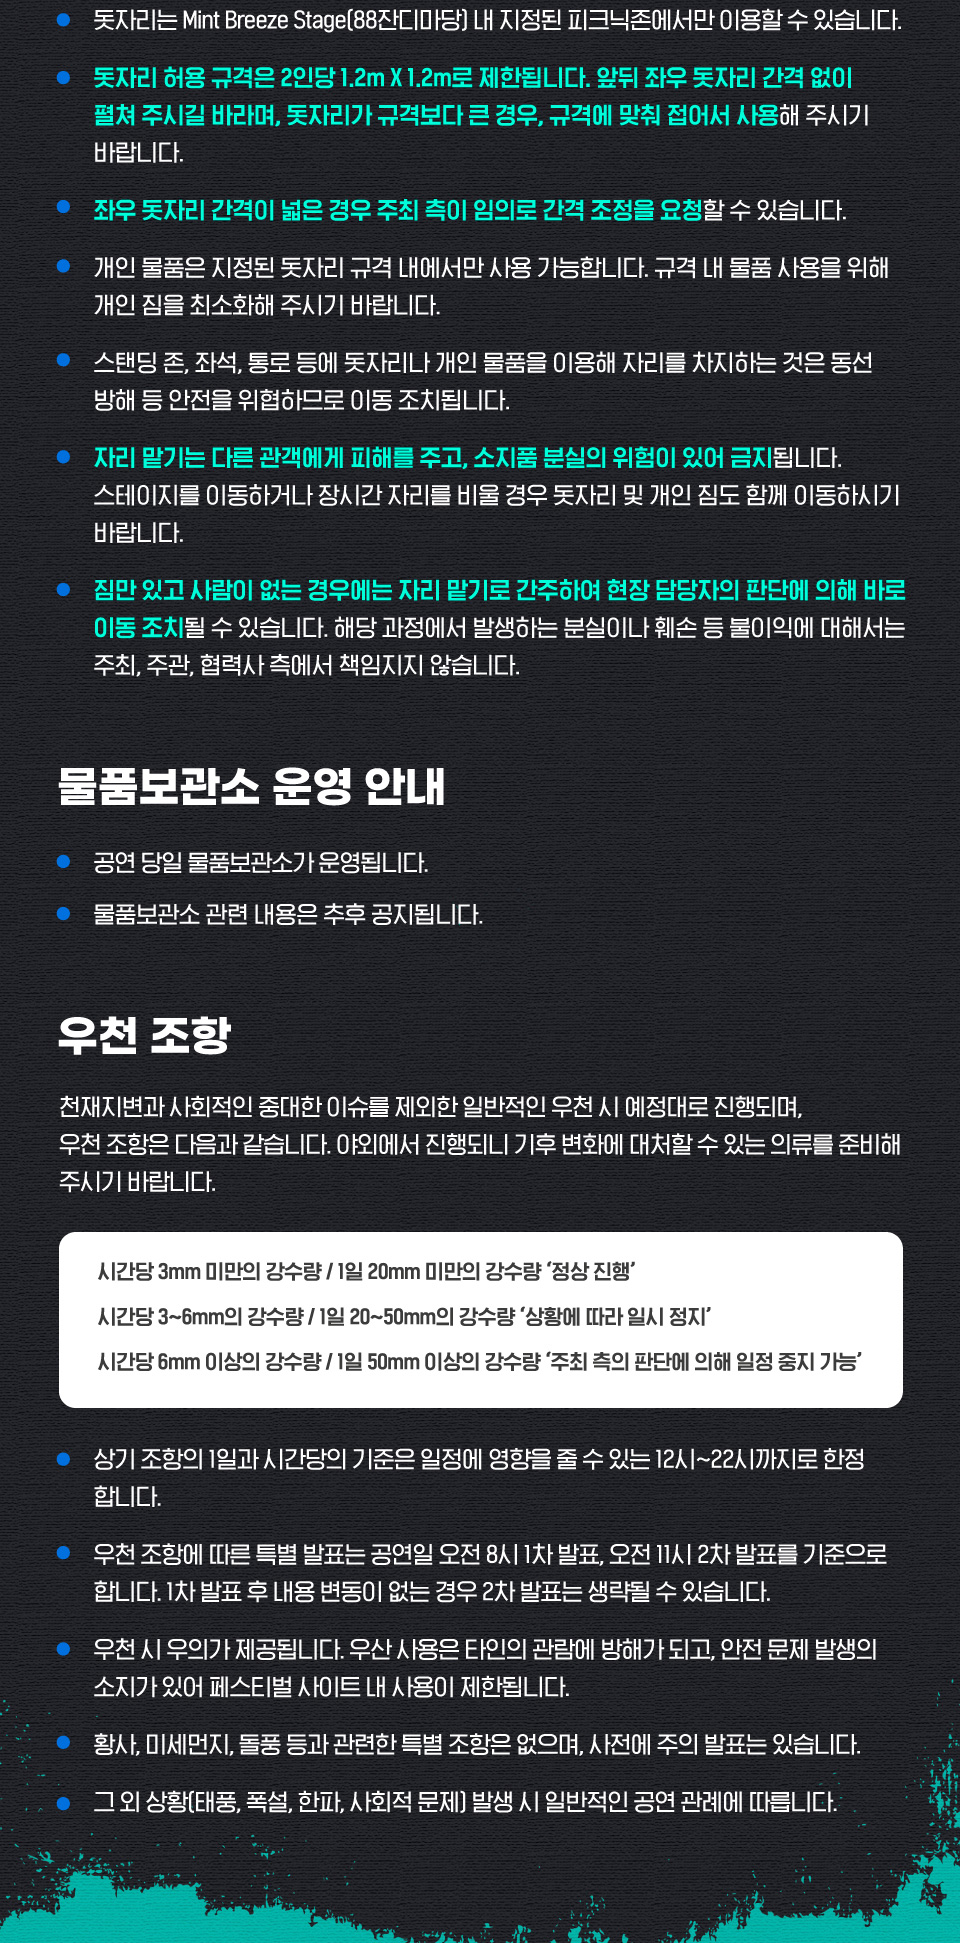 돗자리는 Mint Breeze Stage(88잔디마당) 내 지정된 피크닉존에서만 이용할 수 있습니다.
돗자리 허용 규격은 2인당 1.2m X 1.2m로 제한됩니다. 앞뒤 좌우 돗자리 간격 없이
펼쳐 주시길 바라며, 돗자리가 규격보다 큰 경우, 규격에 맞춰 접어서 사용해 주시기
바랍니다.
좌우 돗자리 간격이 넓은 경우 주최 측이 임의로 간격 조정을 요청할 수 있습니다.
개인 물품은 지정된 돗자리 규격 내에서만 사용 가능합니다. 규격 내 물품 사용을 위해
개인 짐을 최소화해 주시기 바랍니다.
스탠딩 존, 좌석, 통로 등에 돗자리나 개인 물품을 이용해 자리를 차지하는 것은 동선
방해 등 안전을 위협하므로 이동 조치됩니다.
자리 맡기는 다른 관객에게 피해를 주고, 소지품 분실의 위험이 있어 금지됩니다.
스테이지를 이동하거나 장시간 자리를 비울 경우 돗자리 및 개인 짐도 함께 이동하시기
바랍니다.
짐만 있고 사람이 없는 경우에는 자리 맡기로 간주하여 현장 담당자의 판단에 의해 바로
이동 조치될 수 있습니다. 해당 과정에서 발생하는 분실이나 훼손 등 불이익에 대해서는
주최, 주관, 협력사 측에서 책임지지 않습니다.
물품보관소 운영 안내
공연 당일 물품보관소가 운영됩니다.
물품보관소 관련 내용은 추후 공지됩니다.
우천 조항
천재지변과 사회적인 중대한 이슈를 제외한 일반적인 우천 시 예정대로 진행되며,
우천 조항은 다음과 같습니다. 야외에서 진행되니 기후 변화에 대처할 수 있는 의류를 준비해
주시기 바랍니다.
시간당 3mm 미만의 강수량 / 1일 20mm 미만의 강수량 ‘정상 진행’
시간당 3~6mm의 강수량 / 1일 20~50mm의 강수량 ‘상황에 따라 일시 정지’
시간당 6mm 이상의 강수량 / 1일 50mm 이상의 강수량 ‘주최 측의 판단에 의해 일정 중지 가능’
상기 조항의 1일과 시간당의 기준은 일정에 영향을 줄 수 있는 12시~22시까지로 한정
합니다.
우천 조항에 따른 특별 발표는 공연일 오전 8시 1차 발표, 오전 11시 2차 발표를 기준으로
합니다. 1차 발표 후 내용 변동이 없는 경우 2차 발표는 생략될 수 있습니다.
우천 시 우의가 제공됩니다. 우산 사용은 타인의 관람에 방해가 되고, 안전 문제 발생의
소지가 있어 페스티벌 사이트 내 사용이 제한됩니다.
황사, 미세먼지, 돌풍 등과 관련한 특별 조항은 없으며, 사전에 주의 발표는 있습니다.
그 외 상황(태풍, 폭설, 한파, 사회적 문제) 발생 시 일반적인 공연 관례에 따릅니다.